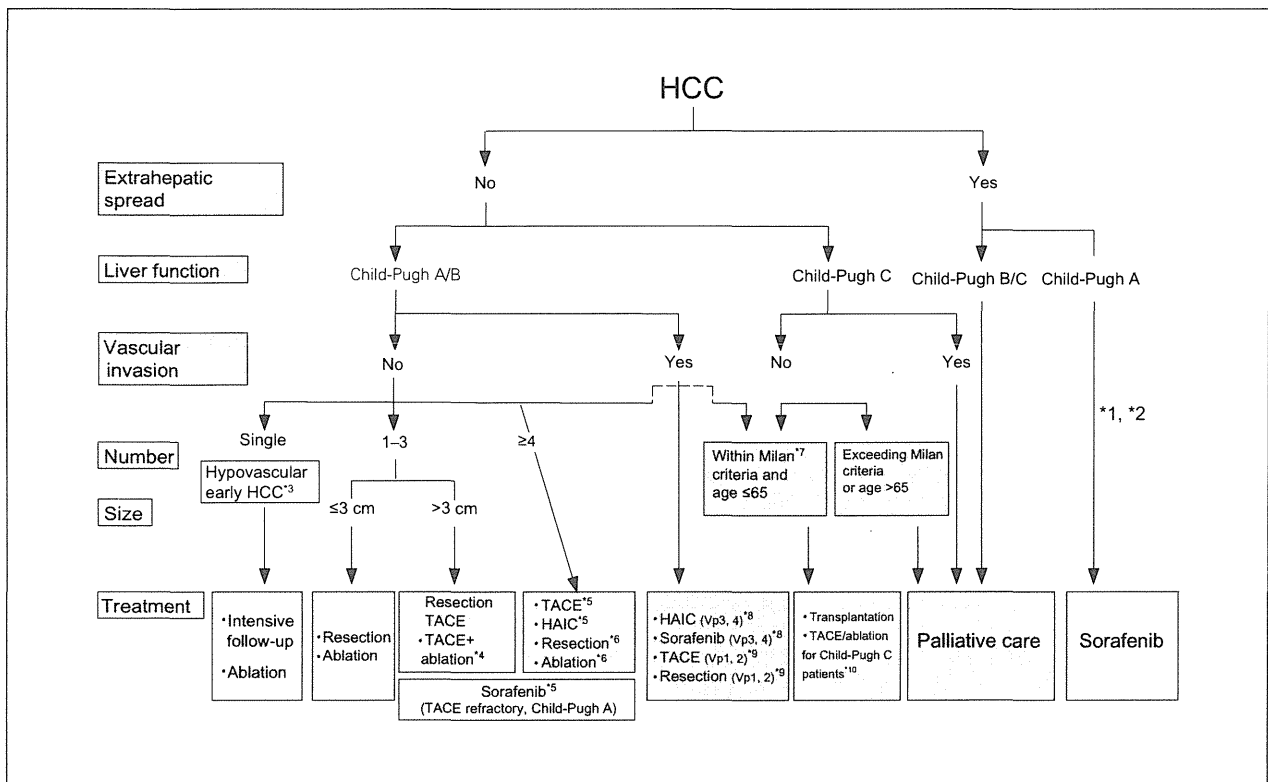 HCC
Extrahepatic
spread
No
Yes
Liver function
Child-Pugh A/B
Child-Pugh C
Child-Pugh B/C
Child-Pugh A
Vascular
invasion
No
Yes
No
Yes
*1, *2
Number
Single
1–3
≥4
Hypovascular
early HCC*3
Within Milan*7
criteria and
age ≤65
Exceeding Milan
criteria
or age >65
Size
≤3 cm
>3 cm
Treatment
・Intensive
follow-up
・Ablation
・Resection
・Ablation
Resection
TACE
・TACE+
ablation*4
・TACE*5
・HAIC*5
・Resection*6
・Ablation*6
Sorafenib*5
(TACE refractory, Child-Pugh A)
・HAIC (Vp3, 4)*8
・Sorafenib (Vp3, 4)*8
・TACE (Vp1, 2)*9
・Resection (Vp1, 2)*9
・Transplantation
・TACE/ablation
for Child-Pugh C
patients*10
Palliative care
Sorafenib